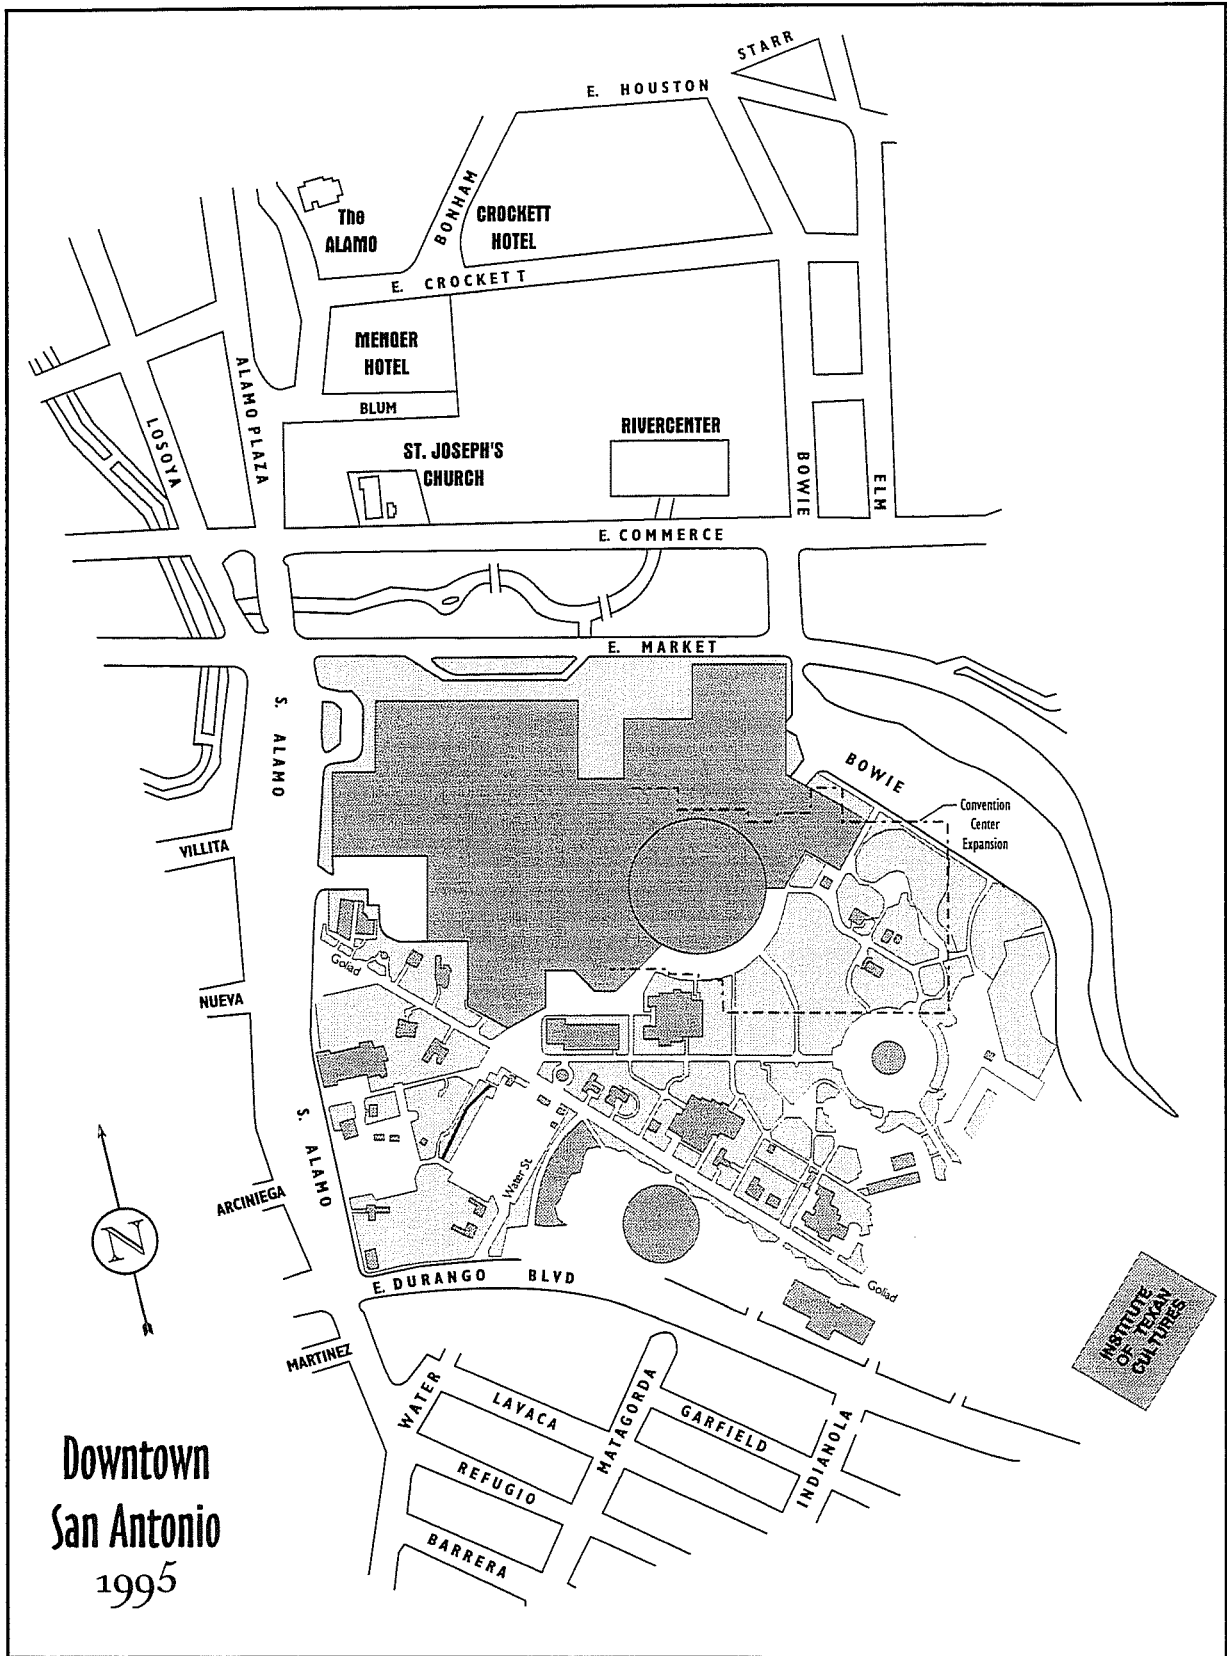 STARR
E. HOUSTON
BONHAM
The
ALAMO
CROCKETT
HOTEL
E. CROCKETT
MENGER
HOTEL
ALAMO PLAZA
BLUM
LOSOYA
RIVERCENTER
ST. JOSEPH'S
CHURCH
BOWIE
ELM
E. COMMERCE
E. MARKET
S. ALAMO
BOWIE
Convention
Center
Expansion
VILLITA
Goliad
NUEVA
S. ALAMO
Water St
ARCINIEGA
N
E. DURANGO BLVD
Goliad
INSTITUTE
OF TEXAN
CULTURES
MARTINEZ
WATER
LAVACA
MATAGORDA
GARFIELD
INDIANOLA
REFUGIO
BARRERA
Downtown
San Antonio
1995